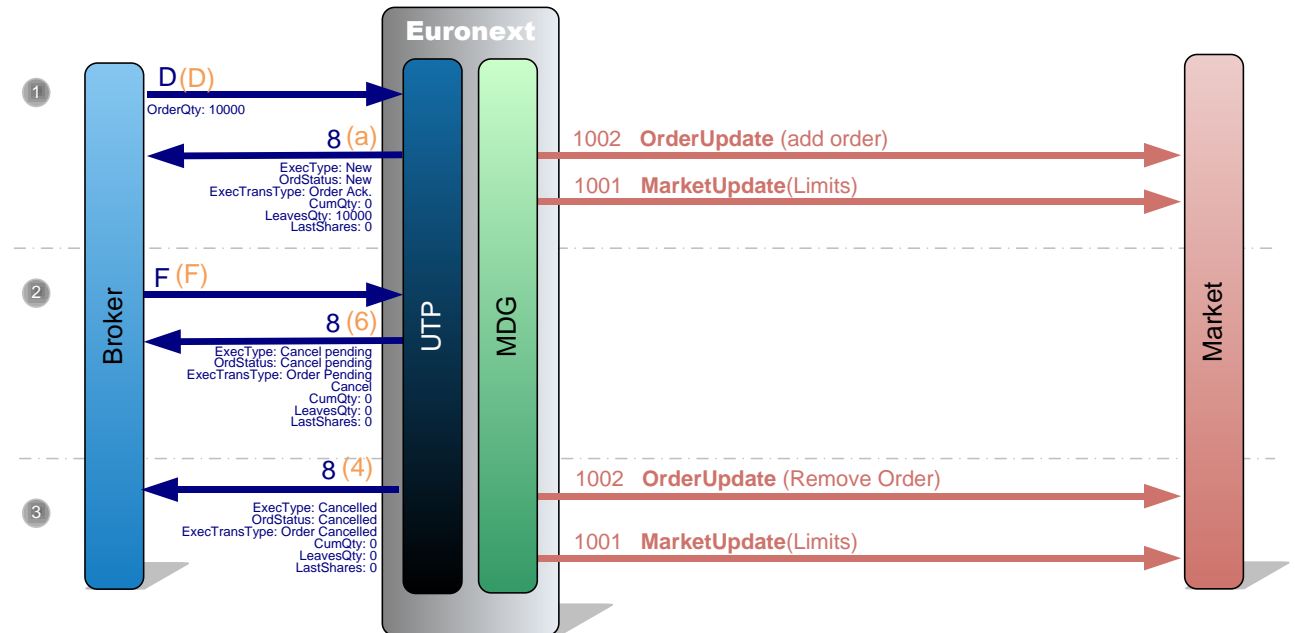 Euronext
1
D (D)
OrderQty: 10000
8 (a)
ExecType: New
OrdStatus: New
ExecTransType: Order Ack.
CumQty: 0
LeavesQty: 10000
LastShares: 0
1002 OrderUpdate (add order)
1001 MarketUpdate(Limits)
Broker
UTP
MDG
Market
2
F (F)
8 (6)
ExecType: Cancel pending
OrdStatus: Cancel pending
ExecTransType: Order Pending
Cancel
CumQty: 0
LeavesQty: 0
LastShares: 0
3
8 (4)
ExecType: Cancelled
OrdStatus: Cancelled
ExecTransType: Order Cancelled
CumQty: 0
LeavesQty: 0
LastShares: 0
1002 OrderUpdate (Remove Order)
1001 MarketUpdate(Limits)